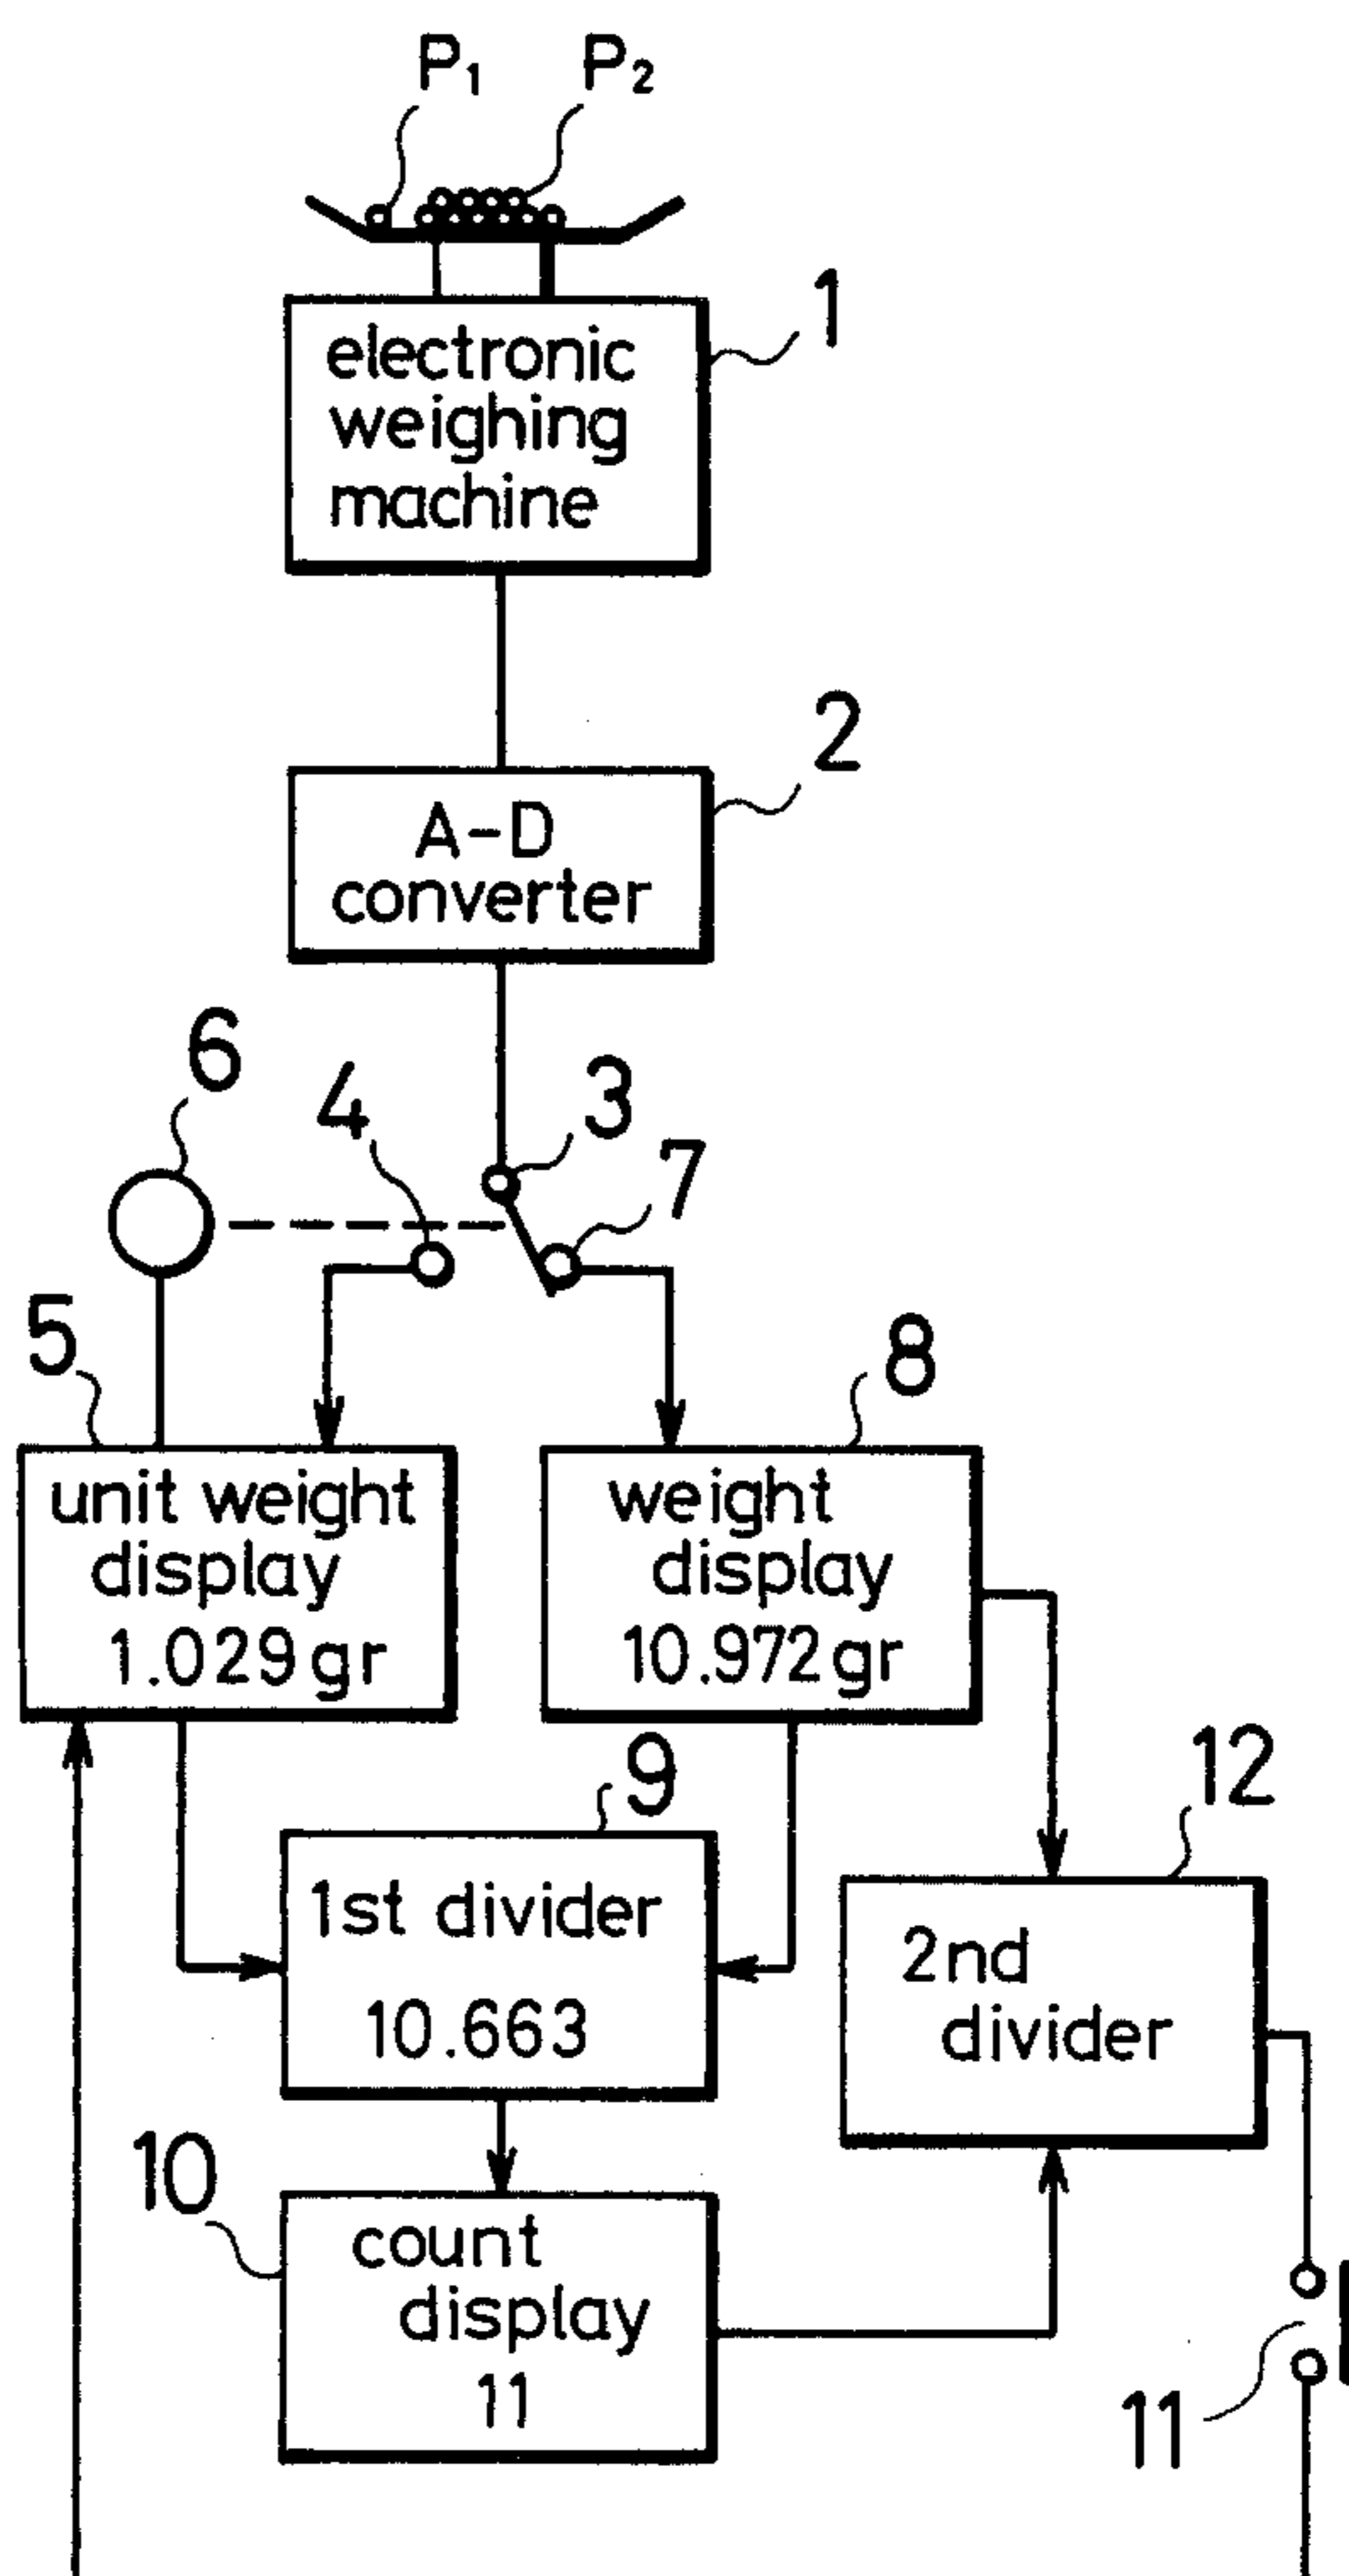 P1 P2
electronic
weighing
machine
1
A-D
converter
2
6
4
3
7
5
8
unit weight
display
1.029 gr
weight
display
10.972 gr
9
12
1st divider
10.663
2nd
divider
10
count
display
11
11